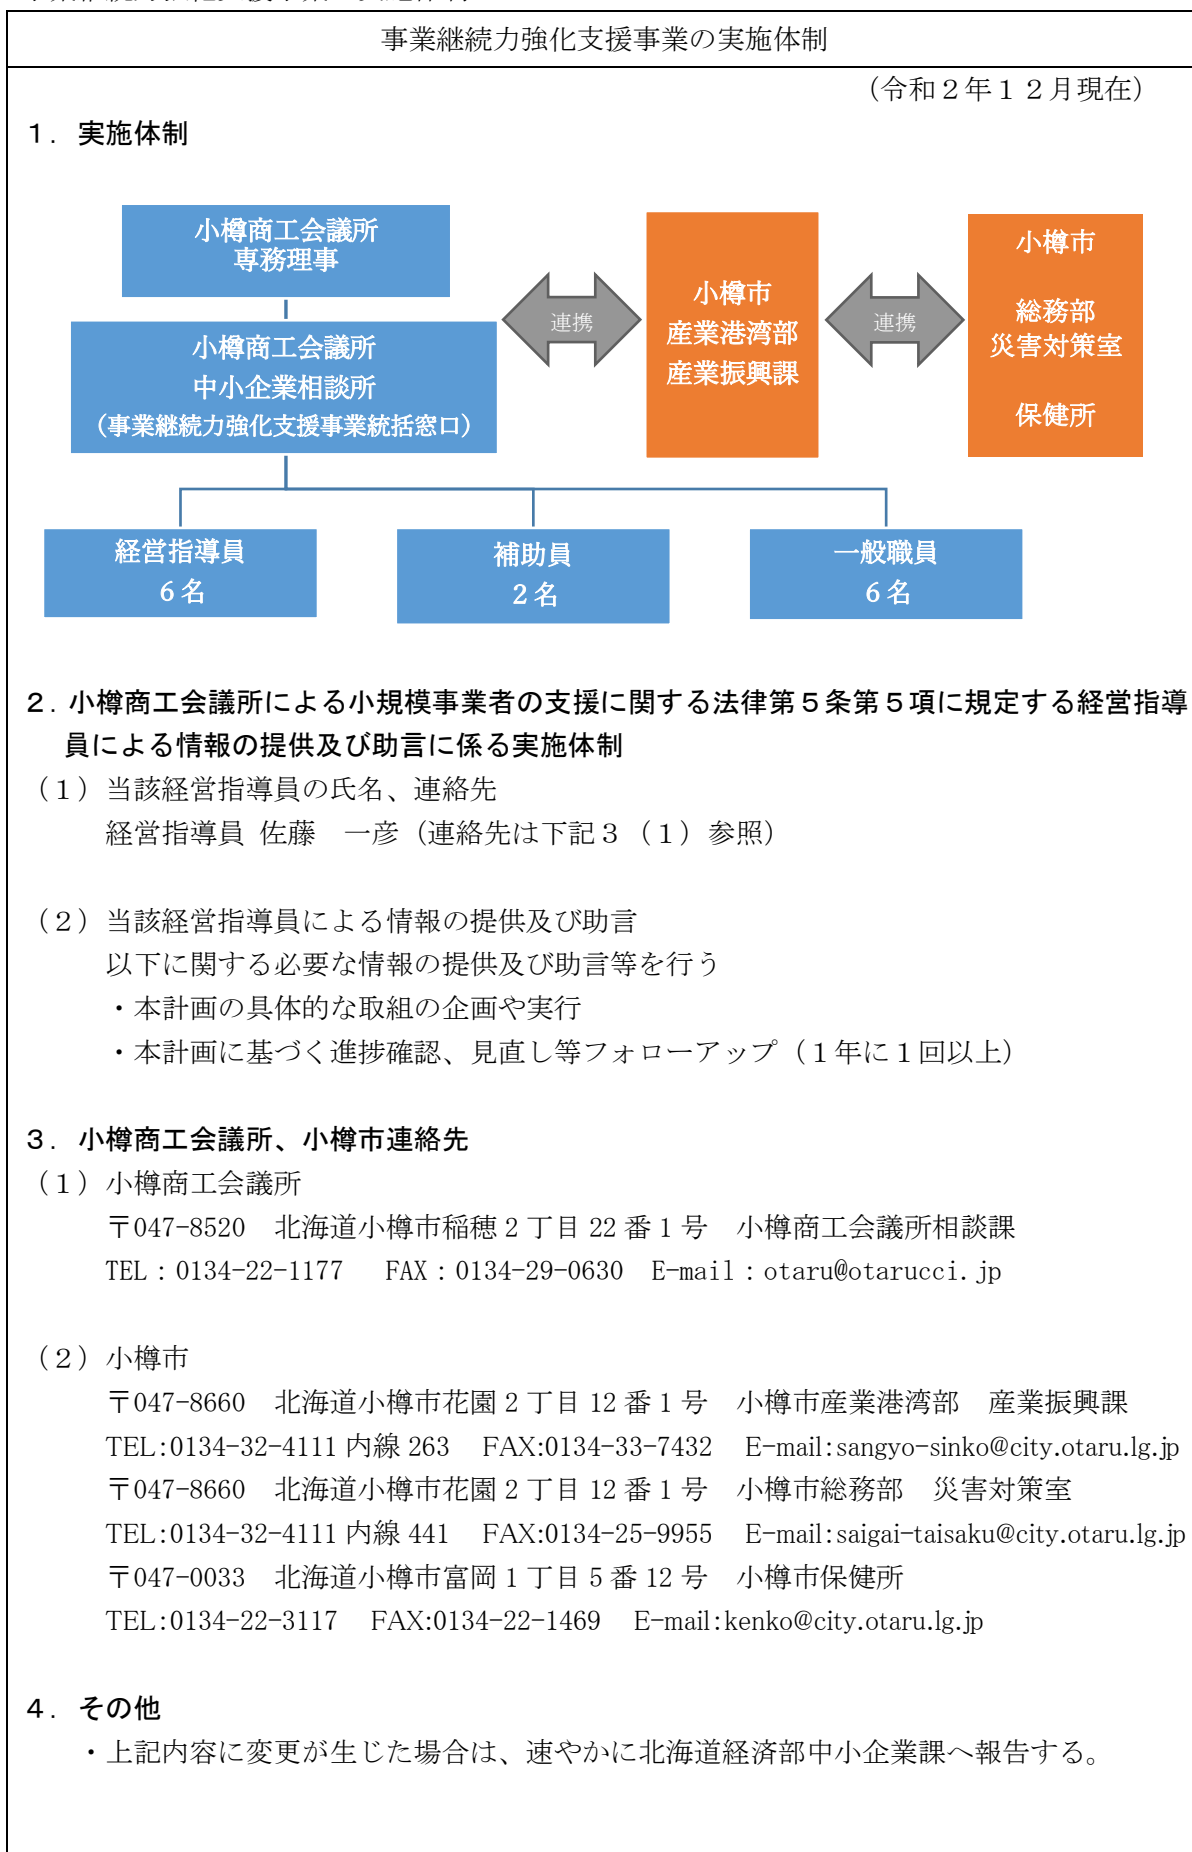 事業継続力強化支援事業の実施体制
（令和２年１２月現在）
１．実施体制
小樽商工会議所
専務理事
小樽商工会議所
中小企業相談所
（事業継続力強化支援事業統括窓口）
連携
小樽市
産業港湾部
産業振興課
連携
小樽市
総務部
災害対策室
保健所
経営指導員
６名
補助員
２名
一般職員
６名
２．小樽商工会議所による小規模事業者の支援に関する法律第５条第５項に規定する経営指導
員による情報の提供及び助言に係る実施体制
（１）当該経営指導員の氏名、連絡先
経営指導員 佐藤　一彦（連絡先は下記３（１）参照）
（２）当該経営指導員による情報の提供及び助言
以下に関する必要な情報の提供及び助言等を行う
・本計画の具体的な取組の企画や実行
・本計画に基づく進捗確認、見直し等フォローアップ（１年に１回以上）
３．小樽商工会議所、小樽市連絡先
（１）小樽商工会議所
〒047-8520　北海道小樽市稲穂 2 丁目 22 番 1 号　小樽商工会議所相談課
TEL：0134-22-1177　FAX：0134-29-0630　E-mail：otaru@otarucci.jp
（２）小樽市
〒047-8660　北海道小樽市花園 2 丁目 12 番 1 号　小樽市産業港湾部　産業振興課
TEL:0134-32-4111 内線 263　FAX:0134-33-7432　E-mail:sangyo-sinko@city.otaru.lg.jp
〒047-8660　北海道小樽市花園 2 丁目 12 番 1 号　小樽市総務部　災害対策室
TEL:0134-32-4111 内線 441　FAX:0134-25-9955　E-mail:saigai-taisaku@city.otaru.lg.jp
〒047-0033　北海道小樽市富岡 1 丁目 5 番 12 号　小樽市保健所
TEL:0134-22-3117　FAX:0134-22-1469　E-mail:kenko@city.otaru.lg.jp
４．その他
・上記内容に変更が生じた場合は、速やかに北海道経済部中小企業課へ報告する。